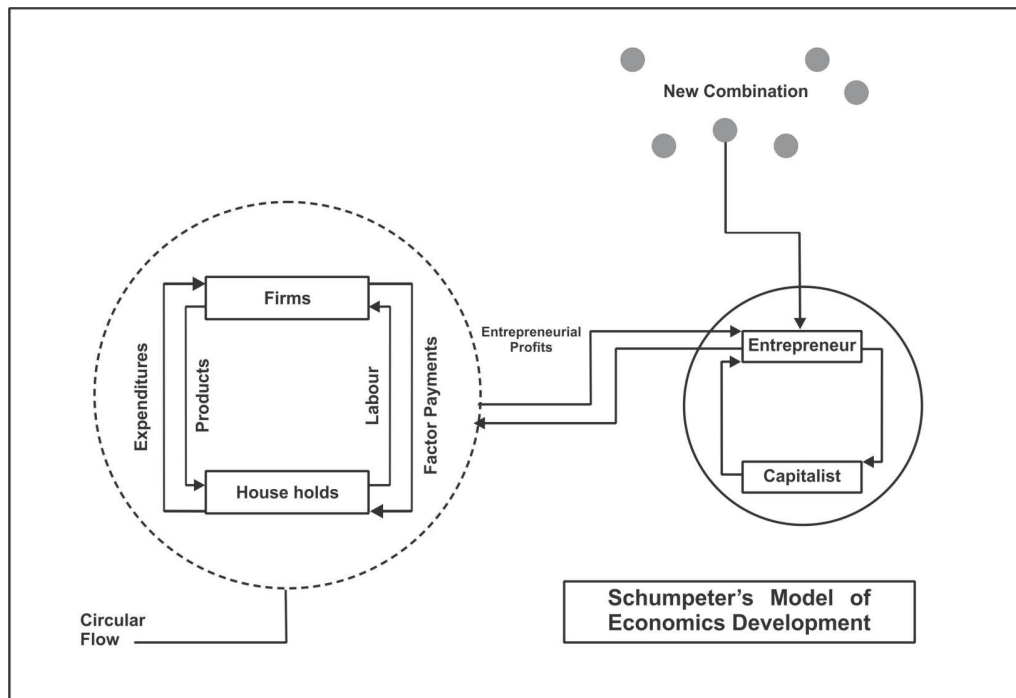 New Combination
Firms
Expenditures
Products
Labour
Factor Payments
House holds
Entrepreneurial
Profits
Entrepreneur
Capitalist
Circular
Flow
Schumpeter’s Model of
Economics Development